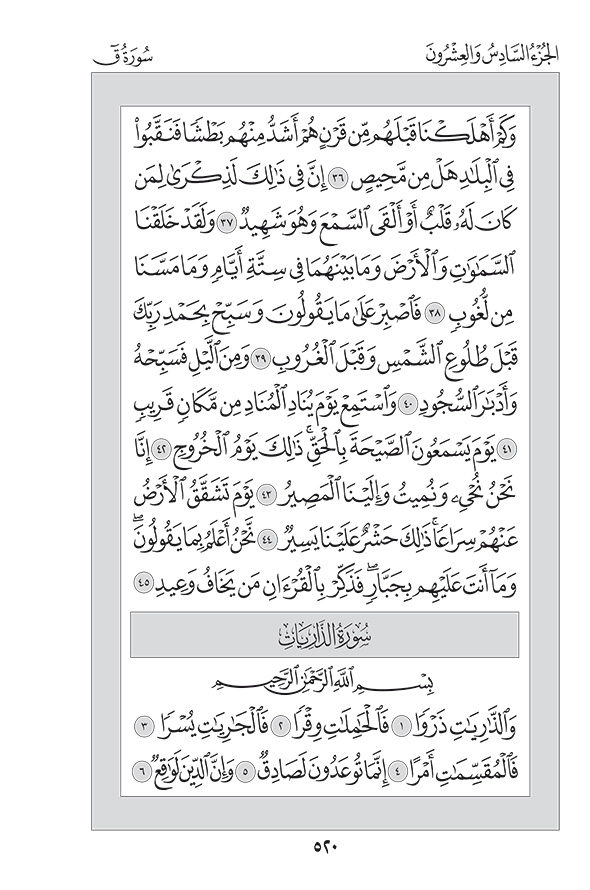 الجُزْءُ السَّادِسُ وَالعِشْرُونَ
سُورَةُ قٓ
وَكَمْ أَهْلَكْنَا قَبْلَهُم مِّن قَرْنٍ هُمْ أَشَدُّ مِنْهُم بَطْشًا فَنَقَّبُوا۟
فِى ٱلْبِلَـٰدِ هَلْ مِن مَّحِيصٍ ٣٦ إِنَّ فِى ذَٰلِكَ لَذِكْرَىٰ لِمَن
كَانَ لَهُۥ قَلْبٌ أَوْ أَلْقَى ٱلسَّمْعَ وَهُوَ شَهِيدٌ ٣٧ وَلَقَدْ خَلَقْنَا
ٱلسَّمَـٰوَٰتِ وَٱلْأَرْضَ وَمَا بَيْنَهُمَا فِى سِتَّةِ أَيَّامٍ وَمَا مَسَّنَا
مِن لُّغُوبٍ ٣٨ فَٱصْبِرْ عَلَىٰ مَا يَقُولُونَ وَسَبِّحْ بِحَمْدِ رَبِّكَ
قَبْلَ طُلُوعِ ٱلشَّمْسِ وَقَبْلَ ٱلْغُرُوبِ ٣٩ وَمِنَ ٱلَّيْلِ فَسَبِّحْهُ
وَأَدْبَـٰرَ ٱلسُّجُودِ ٤٠ وَٱسْتَمِعْ يَوْمَ يُنَادِ ٱلْمُنَادِ مِن مَّكَانٍ قَرِيبٍ
٤١ يَوْمَ يَسْمَعُونَ ٱلصَّيْحَةَ بِٱلْحَقِّ ۚ ذَٰلِكَ يَوْمُ ٱلْخُرُوجِ ٤٢ إِنَّا
نَحْنُ نُحْىِۦ وَنُمِيتُ وَإِلَيْنَا ٱلْمَصِيرُ ٤٣ يَوْمَ تَشَقَّقُ ٱلْأَرْضُ
عَنْهُمْ سِرَاعًا ۚ ذَٰلِكَ حَشْرٌ عَلَيْنَا يَسِيرٌ ٤٤ نَّحْنُ أَعْلَمُ بِمَا يَقُولُونَ ۖ
وَمَآ أَنتَ عَلَيْهِم بِجَبَّارٍ ۖ فَذَكِّرْ بِٱلْقُرْءَانِ مَن يَخَافُ وَعِيدِ ٤٥
سُورَةُ الذَّارِيَاتِ
بِسْمِ ٱللَّهِ ٱلرَّحْمَـٰنِ ٱلرَّحِيمِ
وَٱلذَّٰرِيَـٰتِ ذَرْوًا ١ فَٱلْحَـٰمِلَـٰتِ وِقْرًا ٢ فَٱلْجَـٰرِيَـٰتِ يُسْرًا ٣
فَٱلْمُقَسِّمَـٰتِ أَمْرًا ٤ إِنَّمَا تُوعَدُونَ لَصَادِقٌ ٥ وَإِنَّ ٱلدِّينَ لَوَٰقِعٌ ٦
٥٢٠